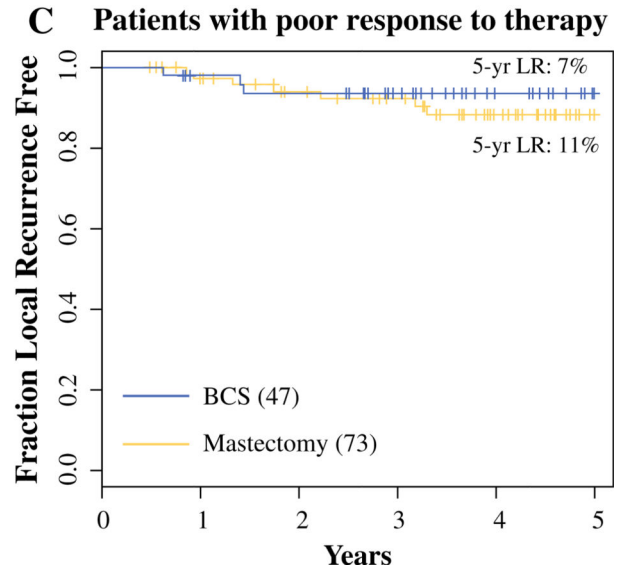 C Patients with poor response to therapy
Fraction Local Recurrence Free
1.0
0.8
0.6
0.4
0.2
0.0
5-yr LR: 7%
5-yr LR: 11%
BCS (47)
Mastectomy (73)
0 1 2 3 4 5
Years